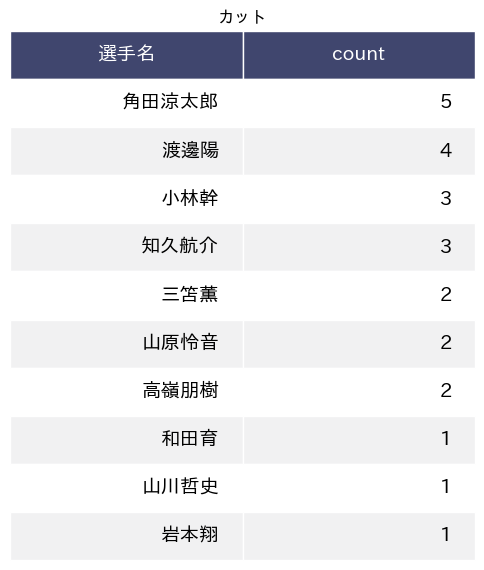 カット
選手名 count
角田涼太郎 5
渡邊陽 4
小林幹 3
知久航介 3
三笘薫 2
山原怜音 2
高嶺朋樹 2
和田育 1
山川哲史 1
岩本翔 1